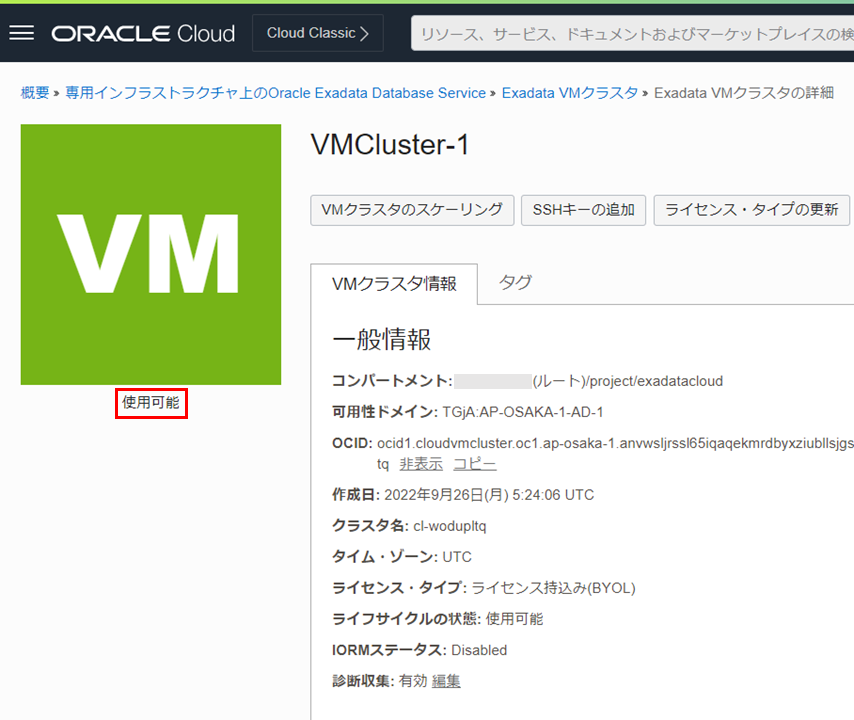 ORACLE Cloud
Cloud Classic
リソース、サービス、ドキュメントおよびマーケットプレイスの検
概要 » 専用インフラストラクチャ上のOracle Exadata Database Service » Exadata VMクラスタ » Exadata VMクラスタの詳細
VM
使用可能
VMCluster-1
VMクラスタのスケーリング
SSHキーの追加
ライセンス・タイプの更新
VMクラスタ情報
タグ
一般情報
コンパートメント: (ルート)/project/exadatacloud
可用性ドメイン: TGjA:AP-OSAKA-1-AD-1
OCID: ocid1.cloudvmcluster.oc1.ap-osaka-1.anvwsljrssl65iqaqekmrdbyxziubllsjgs
tq 非表示 コピー
作成日: 2022年9月26日(月) 5:24:06 UTC
クラスタ名: cl-wodupltq
タイム・ゾーン: UTC
ライセンス・タイプ: ライセンス持込み(BYOL)
ライフサイクルの状態: 使用可能
IORMステータス: Disabled
診断収集: 有効 編集